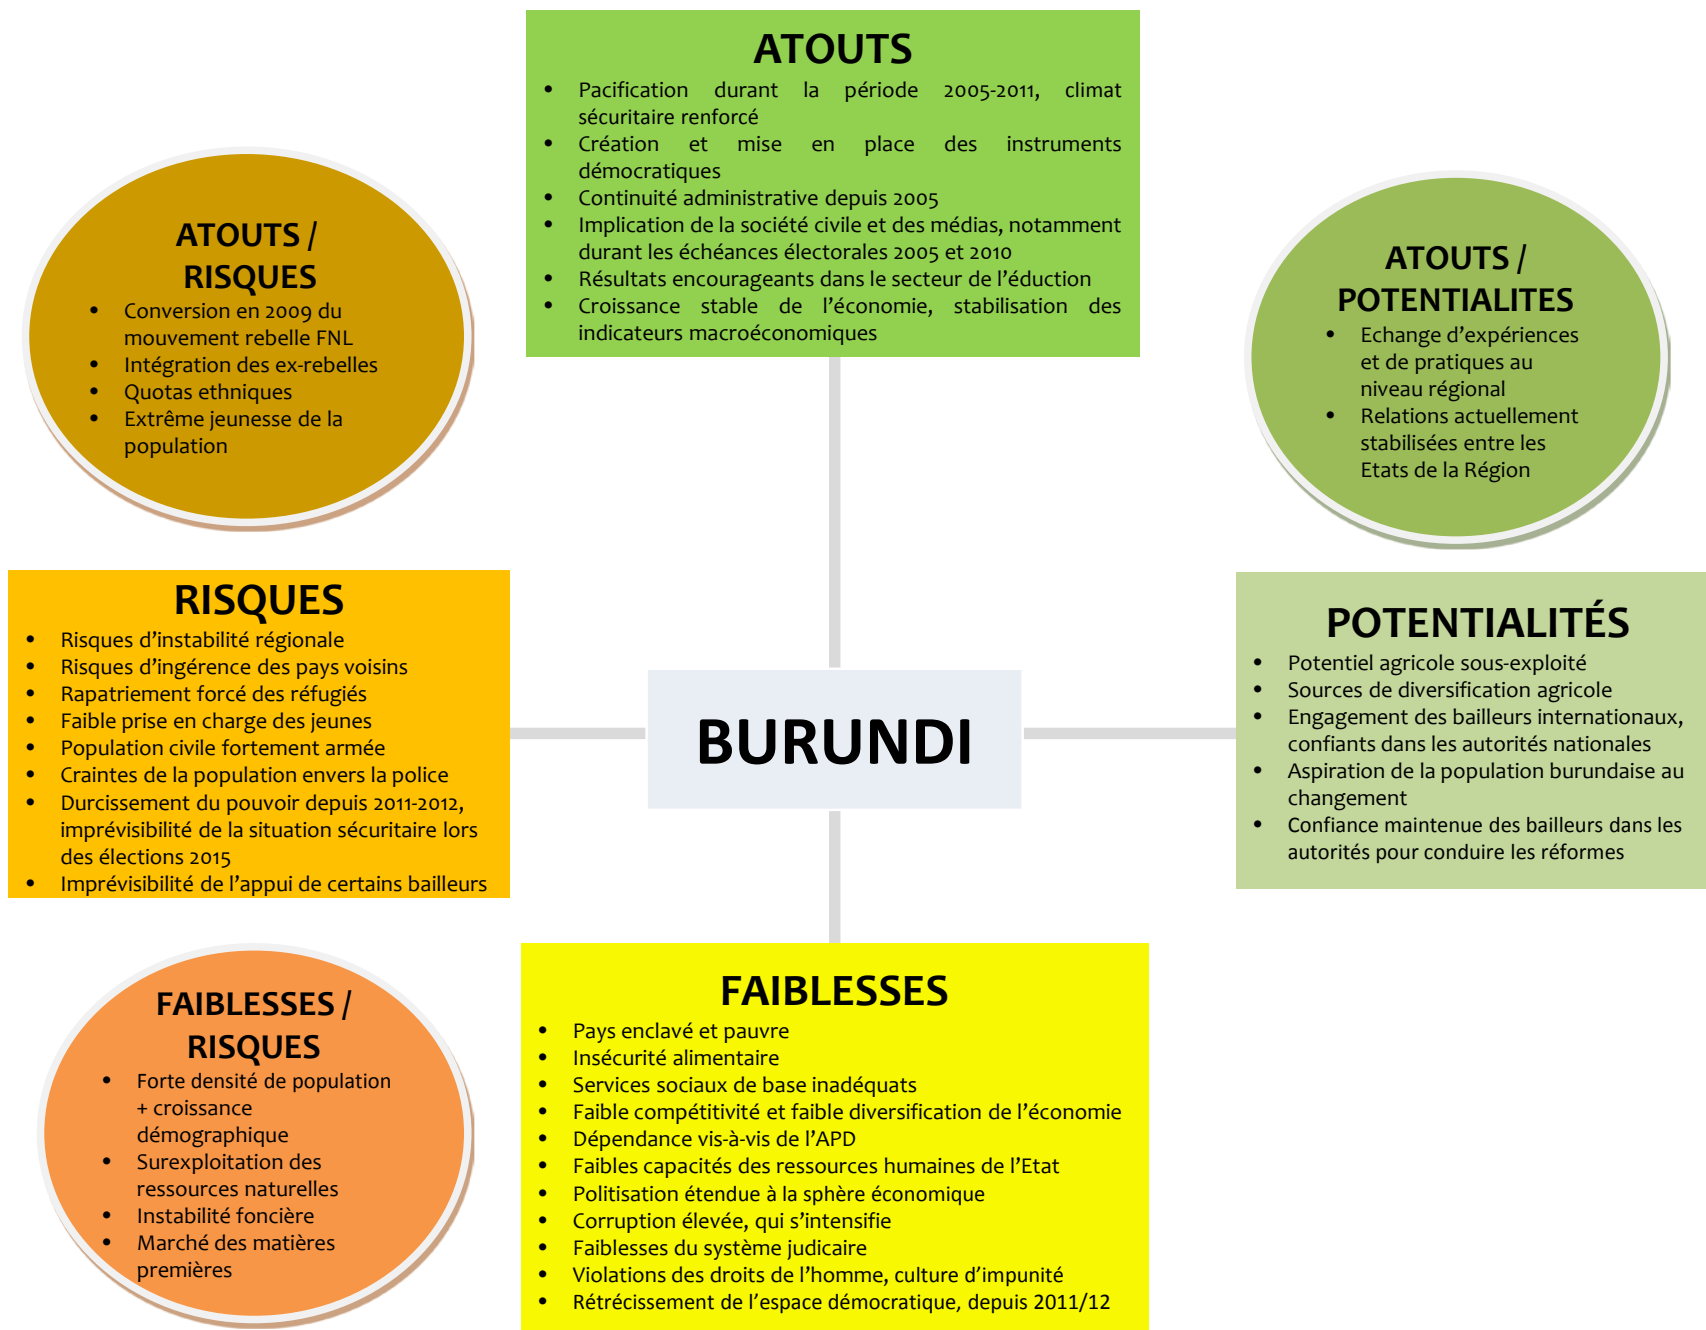 ATOUTS
• Pacification durant la période 2005-2011, climat
sécuritaire renforcé
• Création et mise en place des instruments
démocratiques
• Continuité administrative depuis 2005
• Implication de la société civile et des médias, notamment
durant les échéances électorales 2005 et 2010
• Résultats encourageants dans le secteur de l’éduction
• Croissance stable de l’économie, stabilisation des
indicateurs macroéconomiques
ATOUTS /
RISQUES
• Conversion en 2009 du
mouvement rebelle FNL
• Intégration des ex-rebelles
• Quotas ethniques
• Extrême jeunesse de la
population
ATOUTS /
POTENTIALITES
• Echange d’expériences
et de pratiques au
niveau régional
• Relations actuellement
stabilisées entre les
Etats de la Région
RISQUES
• Risques d’instabilité régionale
• Risques d’ingérence des pays voisins
• Rapatriement forcé des réfugiés
• Faible prise en charge des jeunes
• Population civile fortement armée
• Craintes de la population envers la police
• Durcissement du pouvoir depuis 2011-2012,
imprévisibilité de la situation sécuritaire lors
des élections 2015
• Imprévisibilité de l’appui de certains bailleurs
BURUNDI
POTENTIALITÉS
• Potentiel agricole sous-exploité
• Sources de diversification agricole
• Engagement des bailleurs internationaux,
confiants dans les autorités nationales
• Aspiration de la population burundaise au
changement
• Confiance maintenue des bailleurs dans les
autorités pour conduire les réformes
FAIBLESSES /
RISQUES
• Forte densité de population
+ croissance
démographique
• Surexploitation des
ressources naturelles
• Instabilité foncière
• Marché des matières
premières
FAIBLESSES
• Pays enclavé et pauvre
• Insécurité alimentaire
• Services sociaux de base inadéquats
• Faible compétitivité et faible diversification de l’économie
• Dépendance vis-à-vis de l’APD
• Faibles capacités des ressources humaines de l’Etat
• Politisation étendue à la sphère économique
• Corruption élevée, qui s’intensifie
• Faiblesses du système judicaire
• Violations des droits de l’homme, culture d’impunité
• Rétrécissement de l’espace démocratique, depuis 2011/12